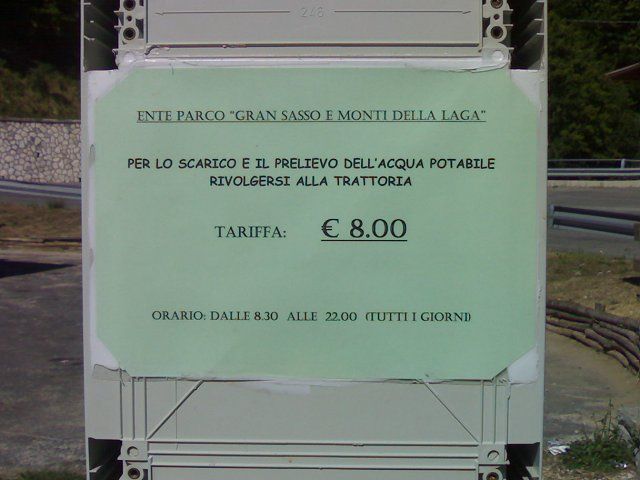 248
ENTE PARCO "GRAN SASSO E MONTI DELLA LAGA"
PER LO SCARICO E IL PRELIEVO DELL'ACQUA POTABILE
RIVOLGERSI ALLA TRATTORIA
TARIFFA: € 8.00
ORARIO: DALLE 8.30 ALLE 22.00 (TUTTI I GIORNI)